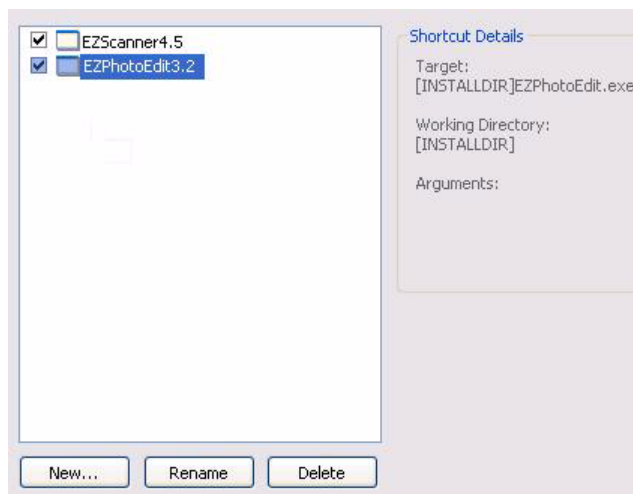 EZScanner4.5
EZPhotoEdit3.2
Shortcut Details
Target:
[INSTALLDIR]EZPhotoEdit.exe
Working Directory:
[INSTALLDIR]
Arguments:
New...
Rename
Delete